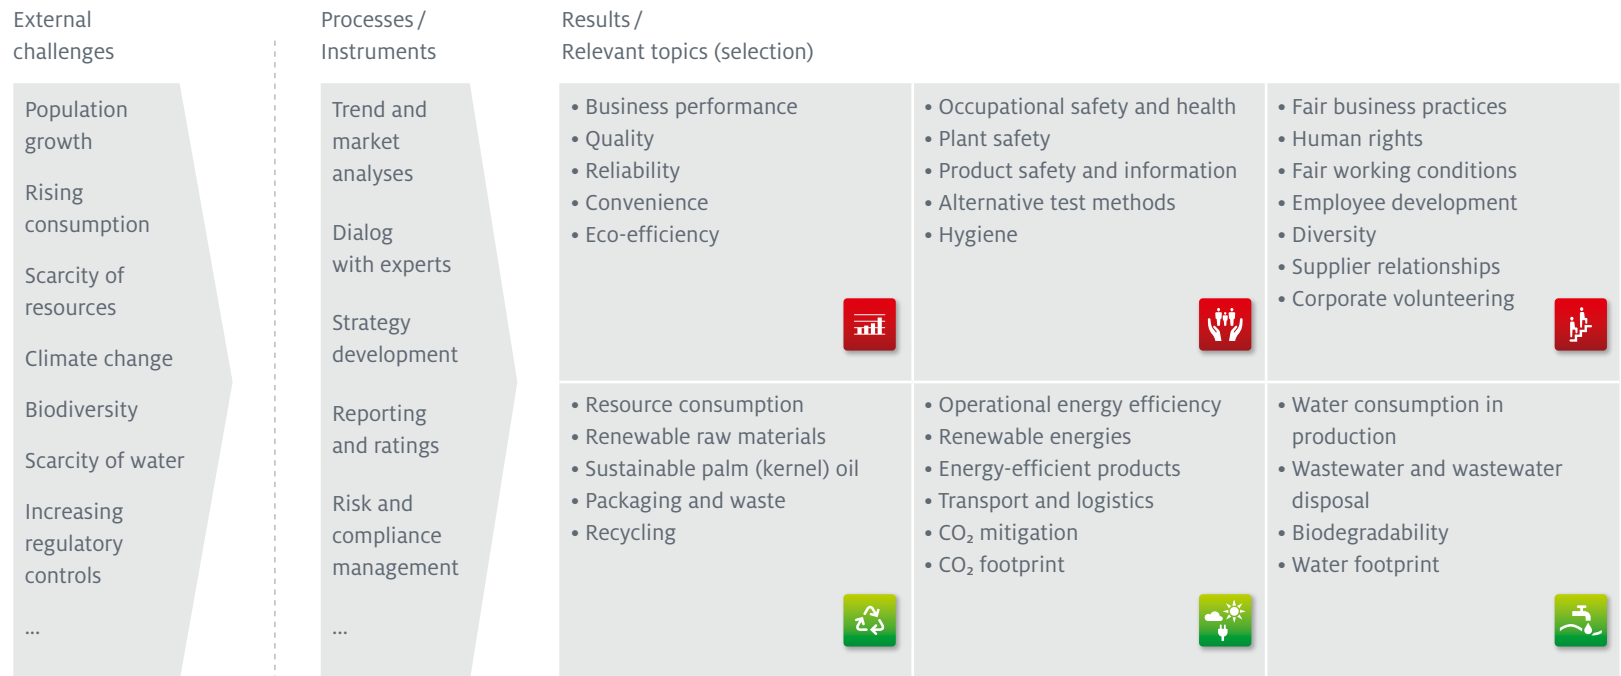 External
challenges
Population
growth
Rising
consumption
Scarcity of
resources
Climate change
Biodiversity
Scarcity of water
Increasing
regulatory
controls
...
Processes /
Instruments
Trend and
market
analyses
Dialog
with experts
Strategy
development
Reporting
and ratings
Risk and
compliance
management
...
Results /
Relevant topics (selection)
• Business performance
• Quality
• Reliability
• Convenience
• Eco-efficiency
• Occupational safety and health
• Plant safety
• Product safety and information
• Alternative test methods
• Hygiene
• Fair business practices
• Human rights
• Fair working conditions
• Employee development
• Diversity
• Supplier relationships
• Corporate volunteering
• Resource consumption
• Renewable raw materials
• Sustainable palm (kernel) oil
• Packaging and waste
• Recycling
• Operational energy efficiency
• Renewable energies
• Energy-efficient products
• Transport and logistics
• CO₂ mitigation
• CO₂ footprint
• Water consumption in
production
• Wastewater and wastewater
disposal
• Biodegradability
• Water footprint